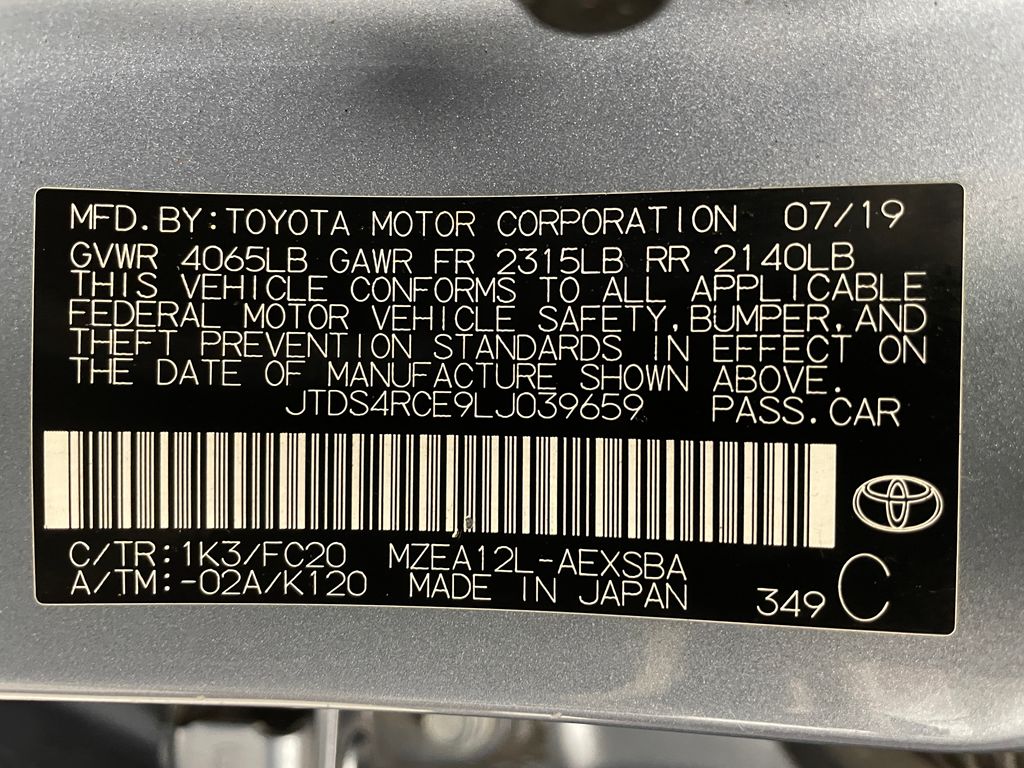 MFD.BY:TOYOTA MOTOR CORPORATION 07/19
GVWR 4065LB GAWR FR 2315LB RR 2140LB
THIS VEHICLE CONFORMS TO ALL APPLICABLE
FEDERAL MOTOR VEHICLE SAFETY,BUMPER,AND
THEFT PREVENTION STANDARDS IN EFFECT ON
THE DATE OF MANUFACTURE SHOWN ABOVE.
JTDS4RCE9LJ039659 PASS.CAR
C/TR:1K3/FC20 MZEA12L-AEXSBA
A/TM:-02A/K120 MADE IN JAPAN 349 C